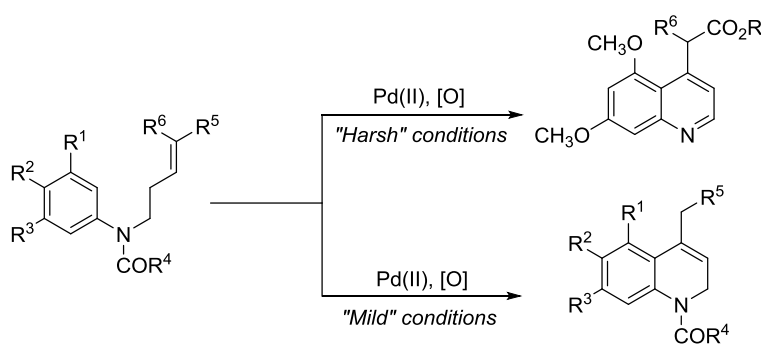 R⁶ CO₂R
CH₃O
Pd(II), [O]
"Harsh" conditions
CH₃O N
R⁶ R⁵
R¹
R²
R³
N
COR⁴
R⁵
R¹
R²
Pd(II), [O]
"Mild" conditions
R³
N
COR⁴